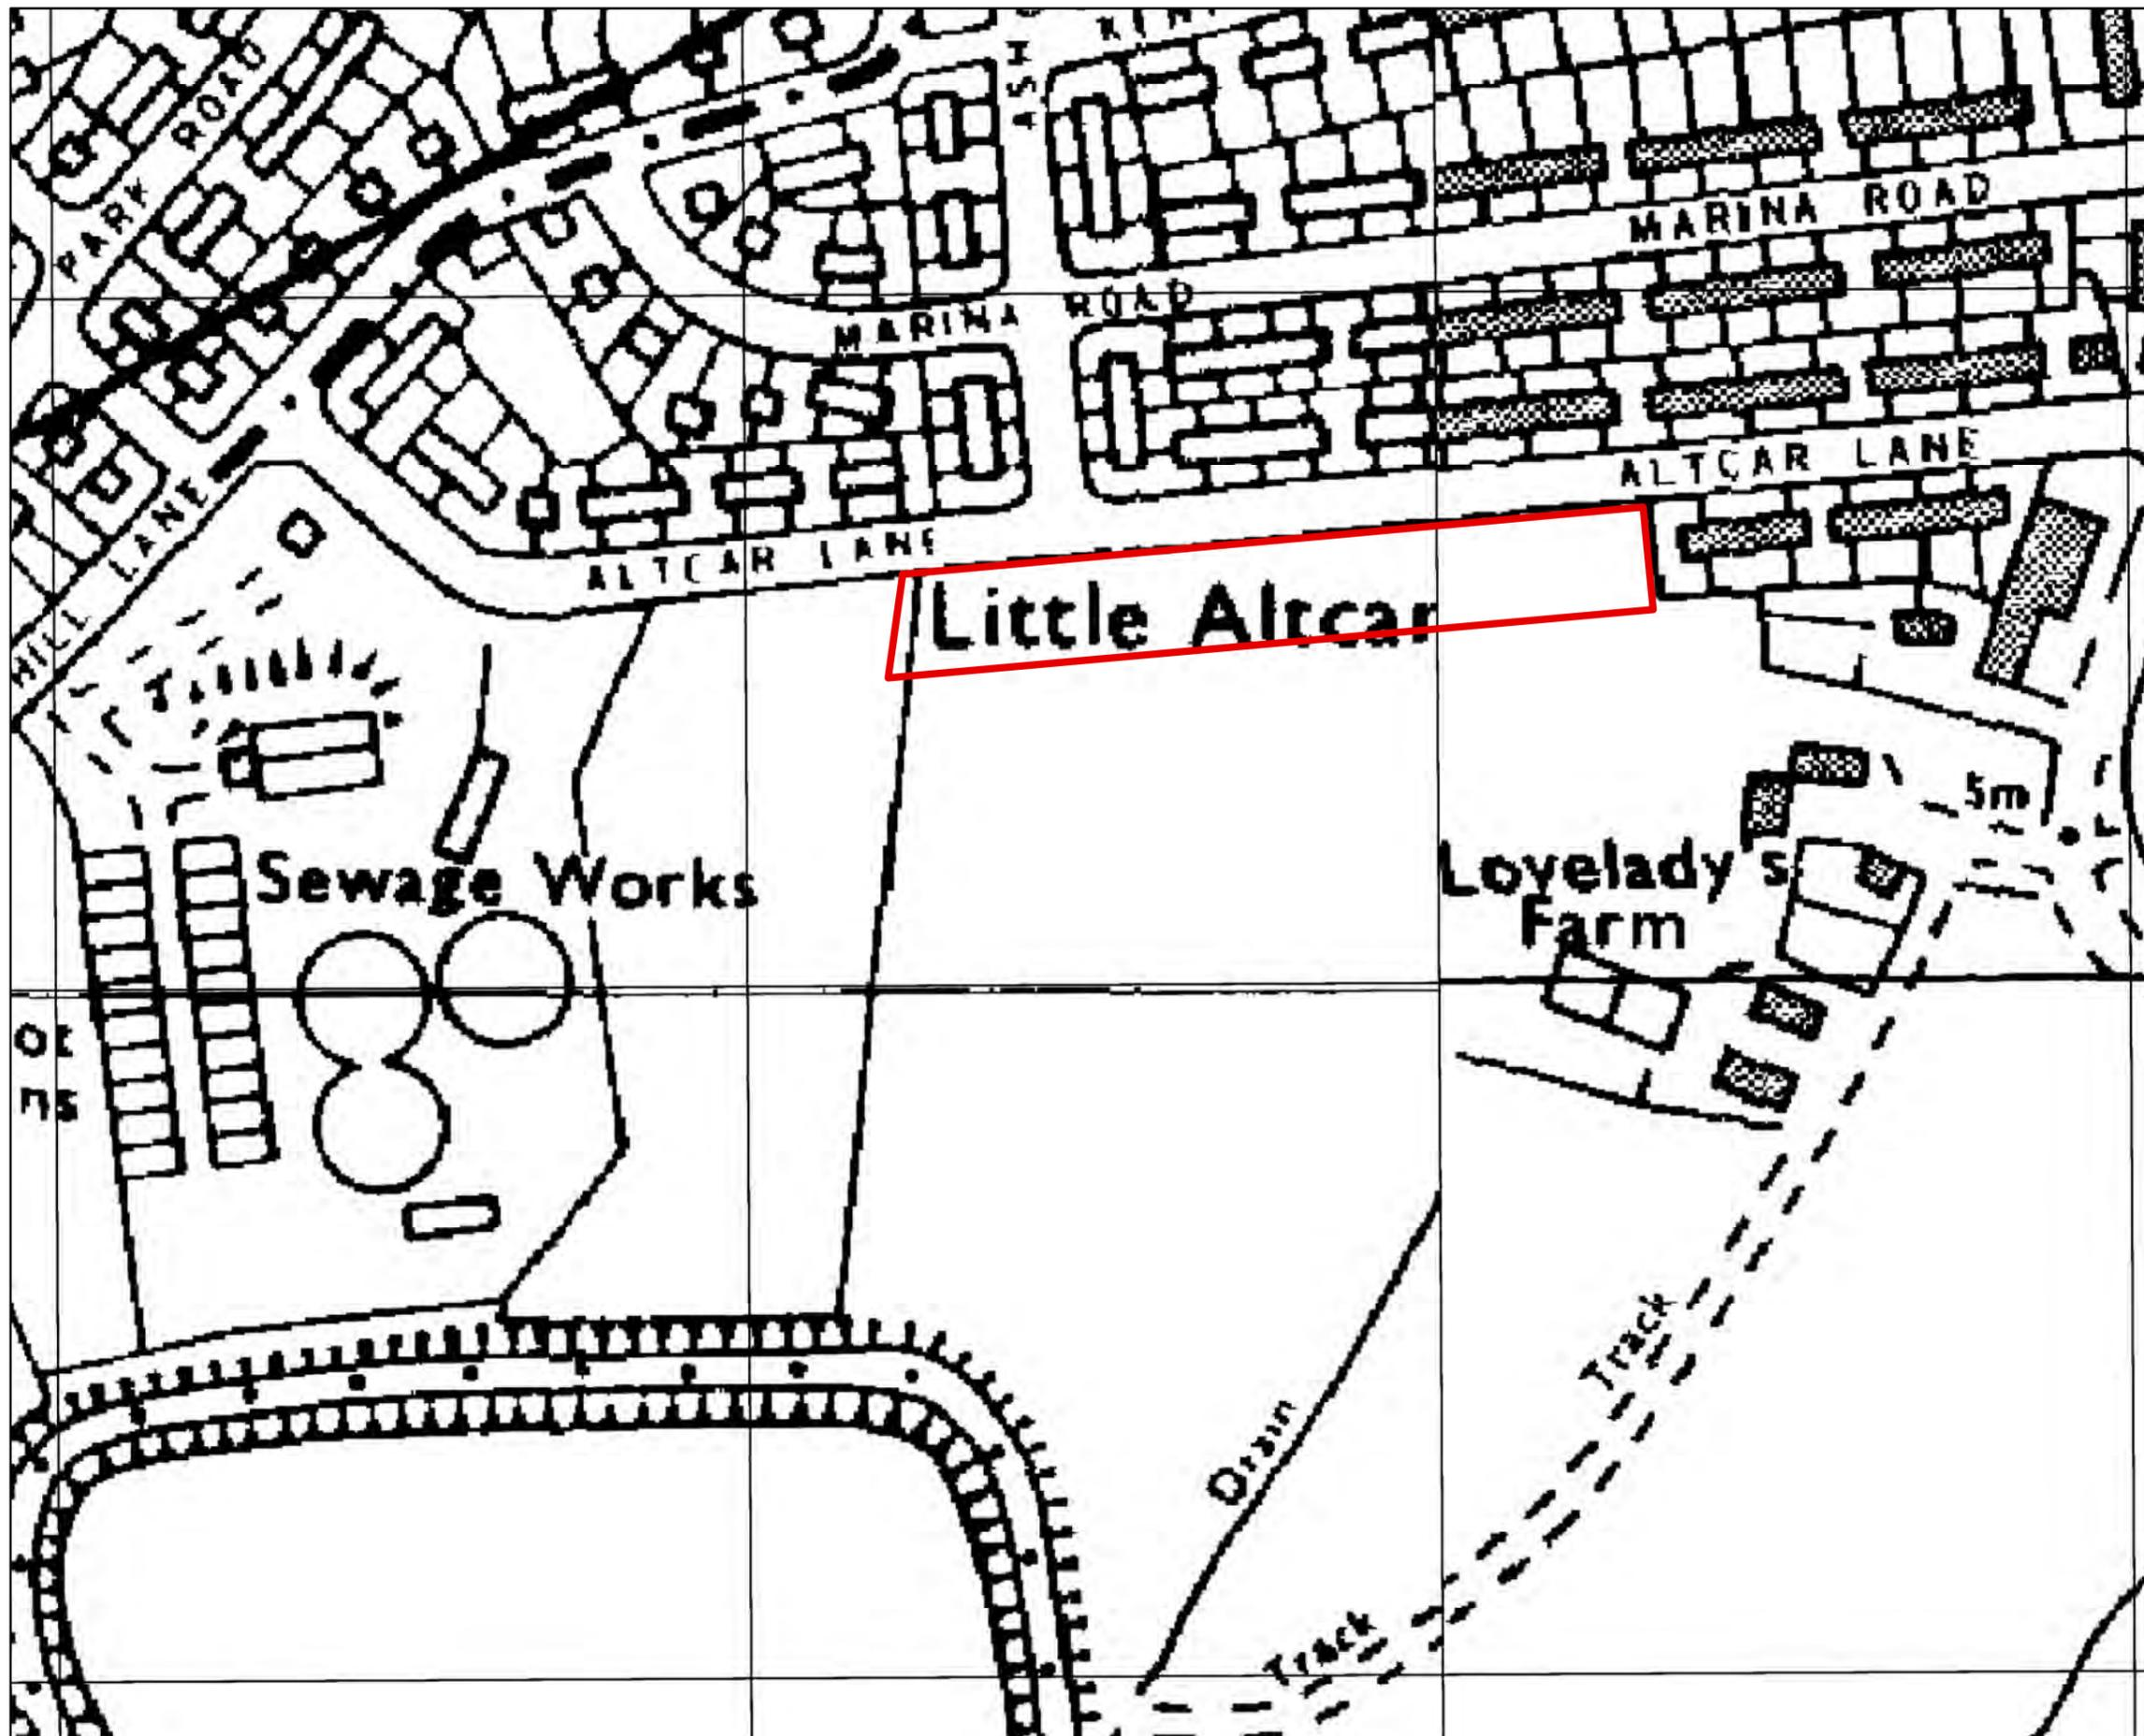 PARK ROAD
MARINA ROAD
MARINA ROAD
ALTCAR LANE
ALTCAR LANE
HILL LANE
Little Altcar
5m
Sewage Works
Lovelady's
Farm
ns
Track
Drain
Track